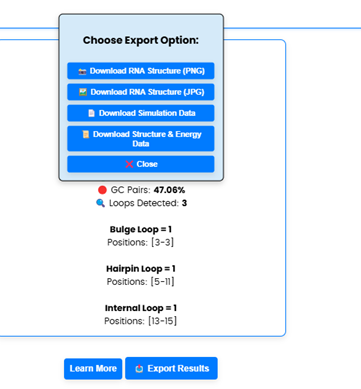 Choose Export Option:
Download RNA Structure (PNG)
Download RNA Structure (JPG)
Download Simulation Data
Download Structure & Energy
Data
Close
GC Pairs: 47.06%
Loops Detected: 3
Bulge Loop = 1
Positions: [3-3]
Hairpin Loop = 1
Positions: [5-11]
Internal Loop = 1
Positions: [13-15]
Learn More
Export Results